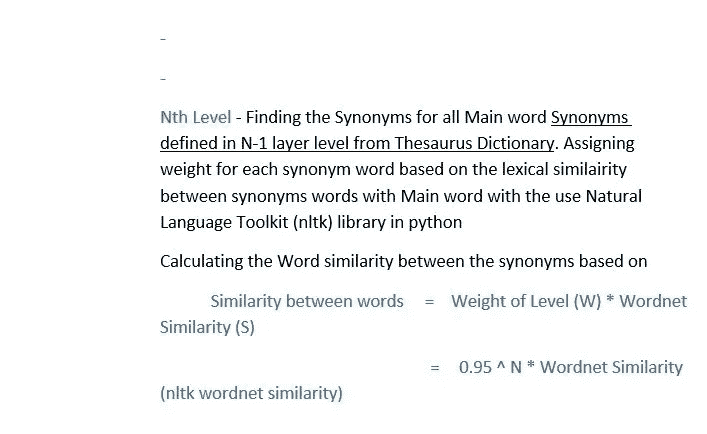 -
-
Nth Level - Finding the Synonyms for all Main word Synonyms
defined in N-1 layer level from Thesaurus Dictionary. Assigning
weight for each synonym word based on the lexical similairity
between synonyms words with Main word with the use Natural
Language Toolkit (nltk) library in python
Calculating the Word similarity between the synonyms based on
Similarity between words = Weight of Level (W) * Wordnet
Similarity (S)
= 0.95 ^ N * Wordnet Similarity
(nltk wordnet similarity)